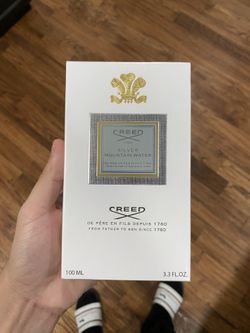 CREED
SILVER
MOUNTAIN WATER
CREED
DE PÈRE EN FILS DEPUIS 1760
FROM FATHER TO SON SINCE 1760
100 ML 3.3 FL.OZ.